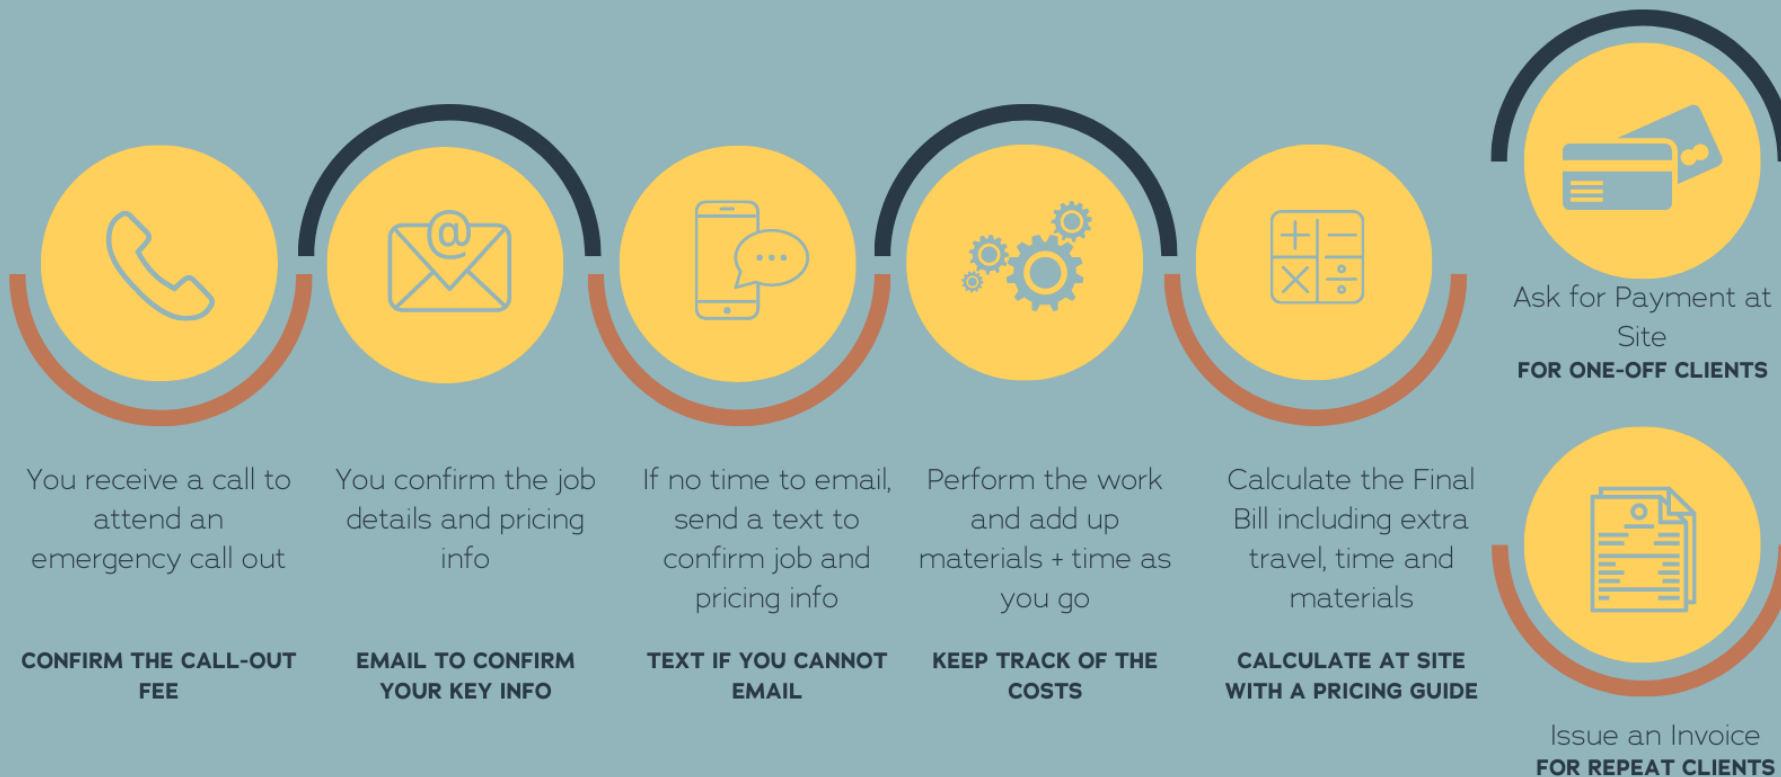 You receive a call to
attend an
emergency call out
CONFIRM THE CALL-OUT
FEE
@
You confirm the job
details and pricing
info
EMAIL TO CONFIRM
YOUR KEY INFO
If no time to email,
send a text to
confirm job and
pricing info
TEXT IF YOU CANNOT
EMAIL
Perform the work
and add up
materials + time as
you go
KEEP TRACK OF THE
COSTS
Calculate the Final
Bill including extra
travel, time and
materials
CALCULATE AT SITE
WITH A PRICING GUIDE
Ask for Payment at
Site
FOR ONE-OFF CLIENTS
Issue an Invoice
FOR REPEAT CLIENTS